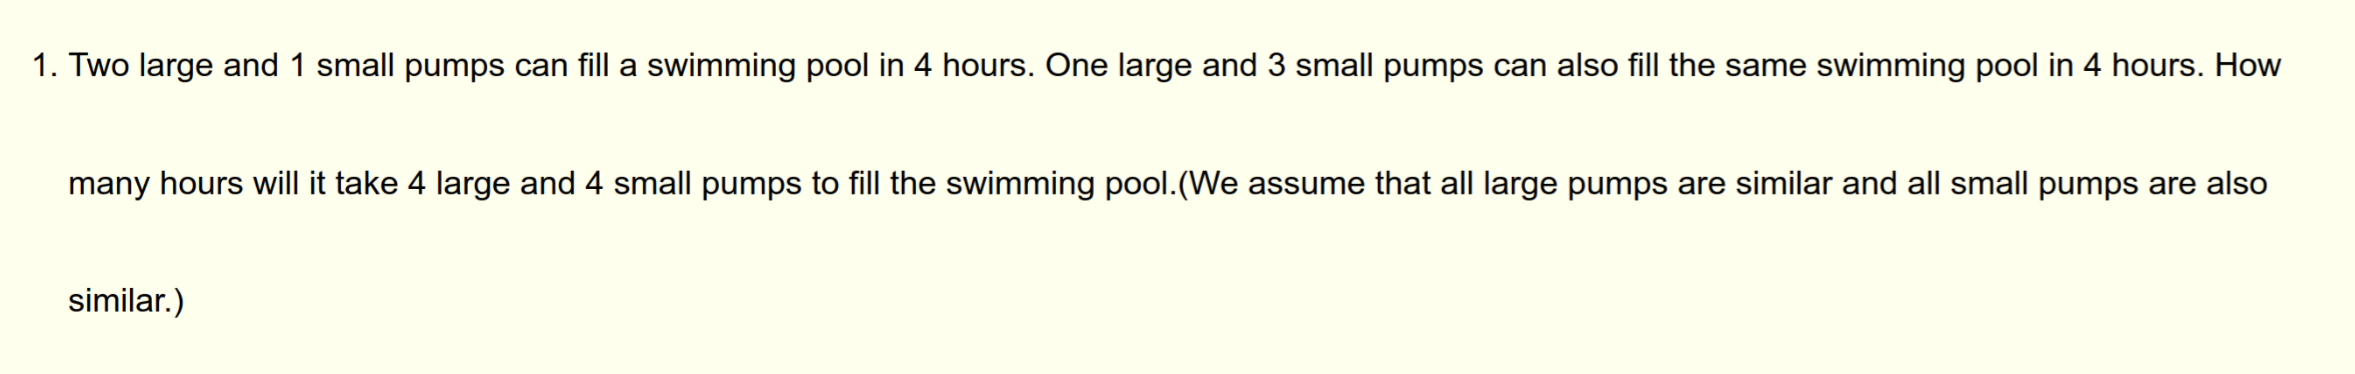 1. Two large and 1 small pumps can fill a swimming pool in 4 hours. One large and 3 small pumps can also fill the same swimming pool in 4 hours. How
many hours will it take 4 large and 4 small pumps to fill the swimming pool.(We assume that all large pumps are similar and all small pumps are also
similar.)